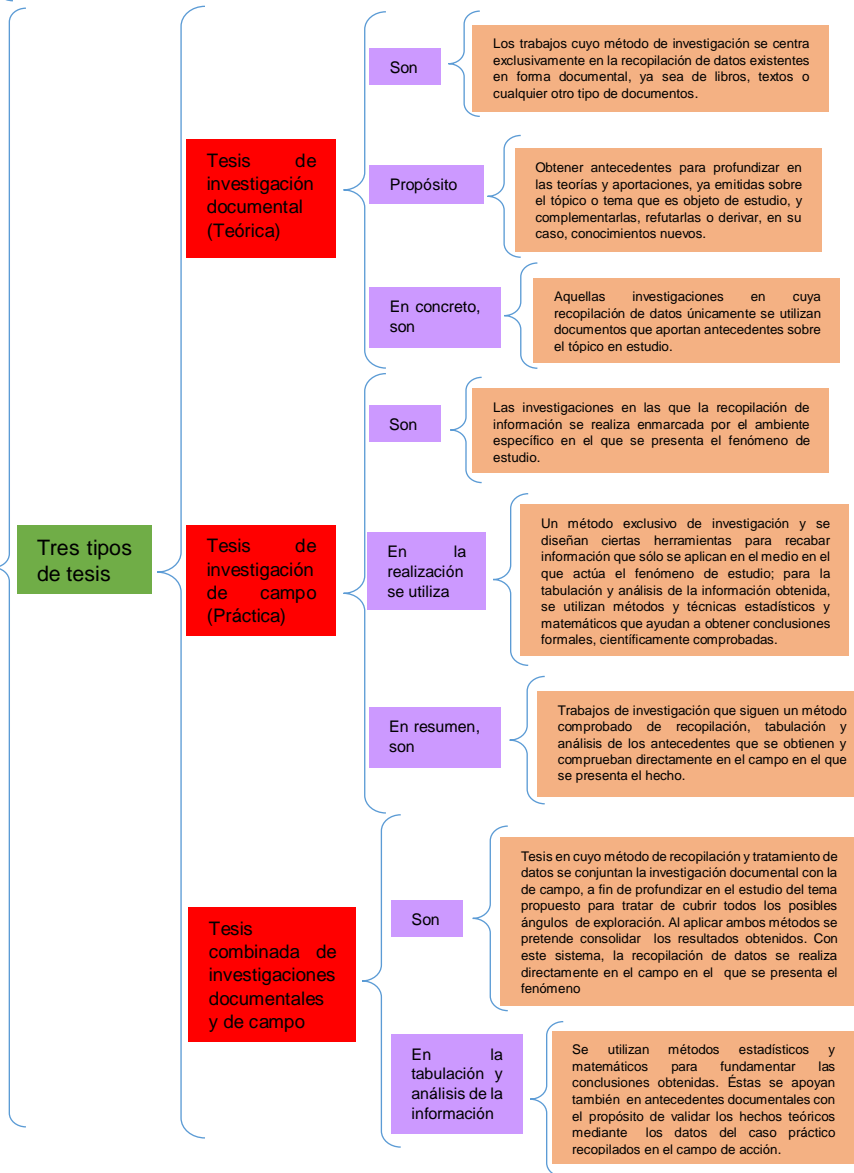 Tres tipos
de tesis
Tesis de
investigación
documental
(Teórica)
Son
Los trabajos cuyo método de investigación se centra
exclusivamente en la recopilación de datos existentes
en forma documental, ya sea de libros, textos o
cualquier otro tipo de documentos.
Propósito
Obtener antecedentes para profundizar en
las teorías y aportaciones, ya emitidas sobre
el tópico o tema que es objeto de estudio, y
complementarlas, refutarlas o derivar, en su
caso, conocimientos nuevos.
En concreto,
son
Aquellas investigaciones en cuya
recopilación de datos únicamente se utilizan
documentos que aportan antecedentes sobre
el tópico en estudio.
Tesis de
investigación
de campo
(Práctica)
Son
Las investigaciones en las que la recopilación de
información se realiza enmarcada por el ambiente
específico en el que se presenta el fenómeno de
estudio.
En la
realización
se utiliza
Un método exclusivo de investigación y se
diseñan ciertas herramientas para recabar
información que sólo se aplican en el medio en el
que actúa el fenómeno de estudio; para la
tabulación y análisis de la información obtenida,
se utilizan métodos y técnicas estadísticos y
matemáticos que ayudan a obtener conclusiones
formales, científicamente comprobadas.
En resumen,
son
Trabajos de investigación que siguen un método
comprobado de recopilación, tabulación y
análisis de los antecedentes que se obtienen y
comprueban directamente en el campo en el que
se presenta el hecho.
Tesis
combinada de
investigaciones
documentales
y de campo
Son
Tesis en cuyo método de recopilación y tratamiento de
datos se conjuntan la investigación documental con la
de campo, a fin de profundizar en el estudio del tema
propuesto para tratar de cubrir todos los posibles
ángulos de exploración. Al aplicar ambos métodos se
pretende consolidar los resultados obtenidos. Con
este sistema, la recopilación de datos se realiza
directamente en el campo en el que se presenta el
fenómeno
En la
tabulación y
análisis de la
información
Se utilizan métodos estadísticos y
matemáticos para fundamentar las
conclusiones obtenidas. Éstas se apoyan
también en antecedentes documentales con
el propósito de validar los hechos teóricos
mediante los datos del caso práctico
recopilados en el campo de acción.